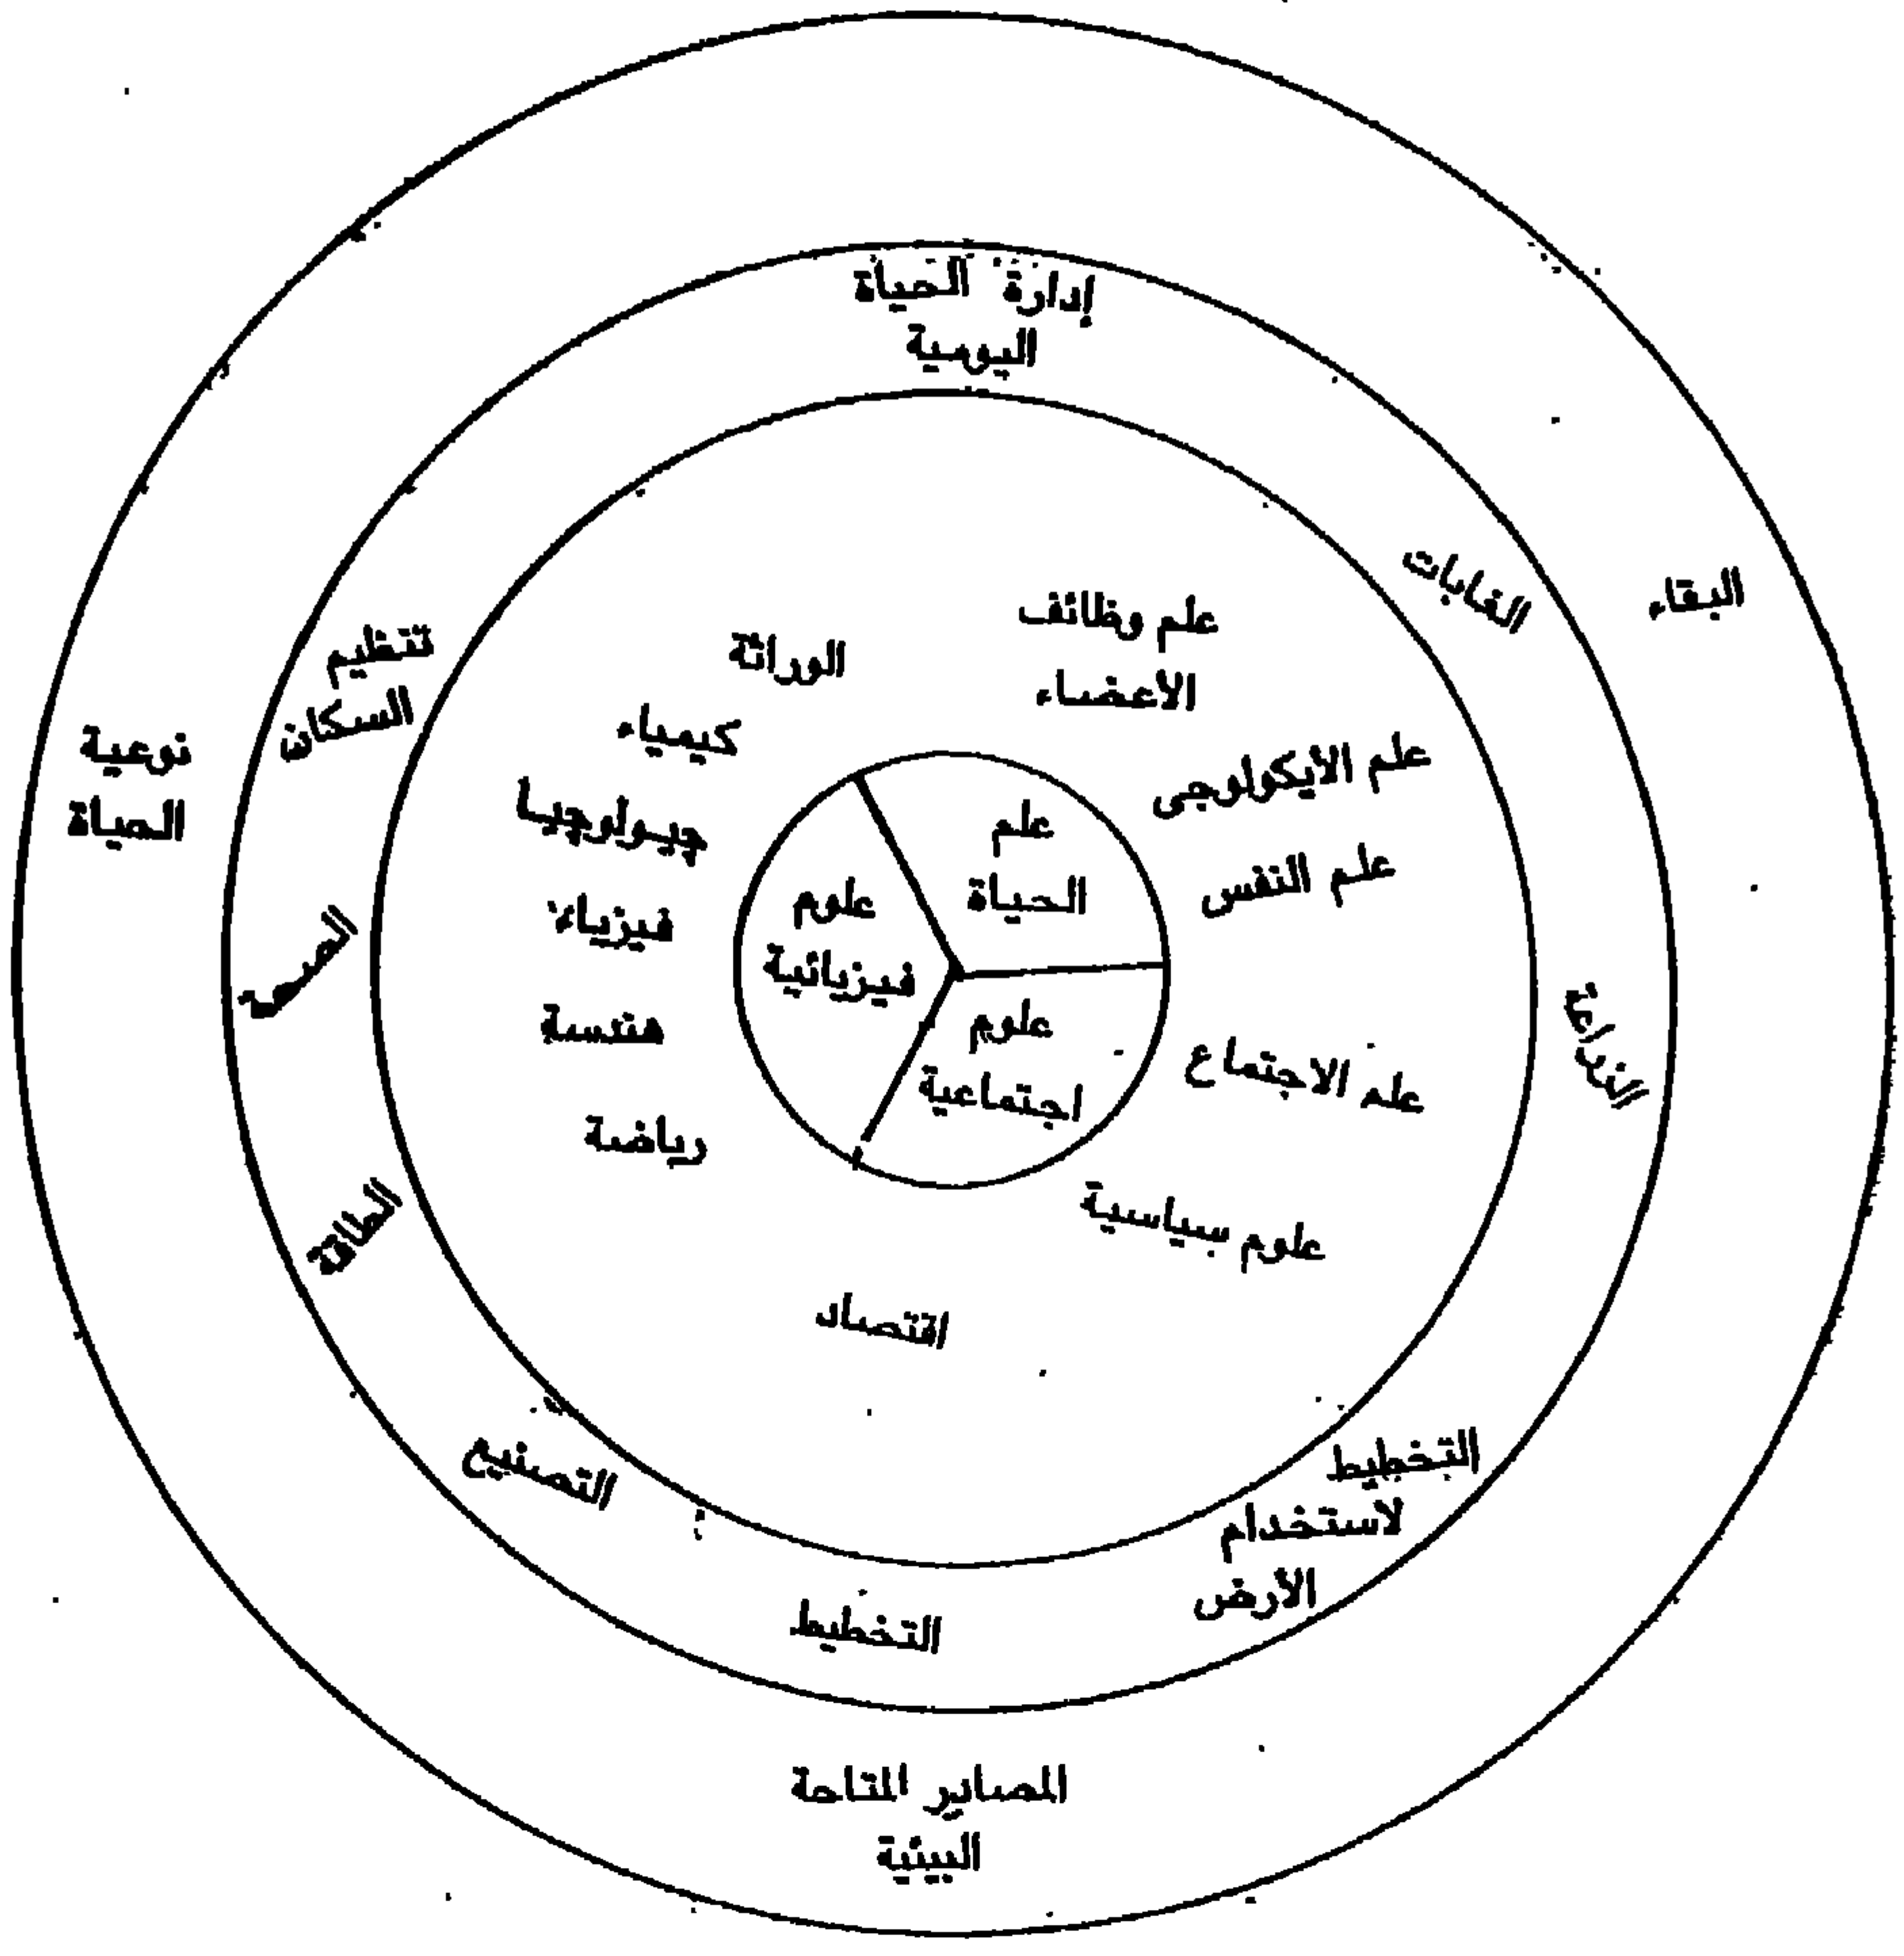 إدارة الحياة
اليومية
الغابات
البقاء
تنظيم
السكان
نوعية
الحياة
علم وظائف
الأعضاء
الوراثة
كيمياء
علم الايكولوجى
جيولوجيا
علم
الحياة
علم النفس
علوم
فيزيائية
فيزياء
الصحة
الزراعة
هندسة
علوم
اجتماعية
علم الاجتماع
رياضة
الطاقة
علوم سياسية
اقتصاد
التصنيع
التخطيط
لاستخدام
الأرض
التخطيط
المصادر المتاحة
البيئية